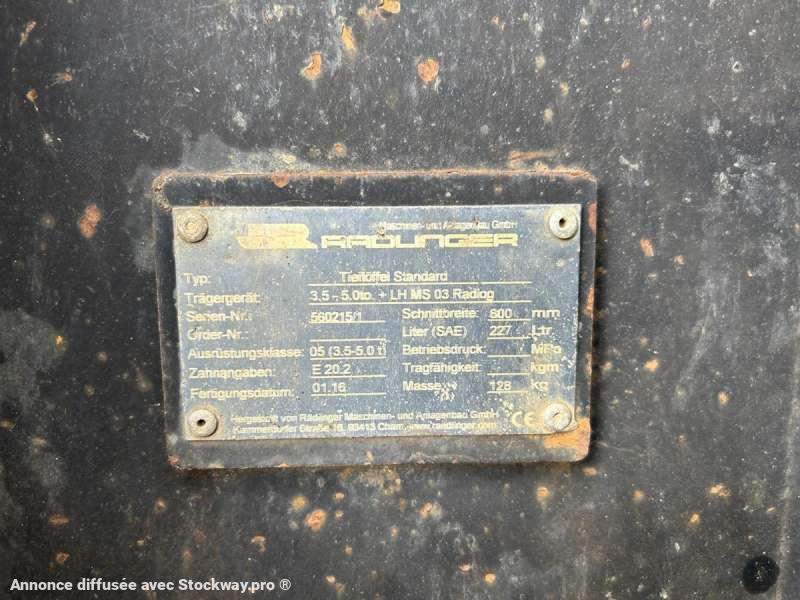 Maschinen- und Anlagenbau GmbH
RÄDLINGER
Typ: Tieflöffel Standard
Trägergerät: 3.5 - 5.0to. + LH MS 03 Radlog
Serien-Nr.: 560215/1 Schnittbreite: 800 mm
Order-Nr.: Liter (SAE) 227 Ltr.
Ausrüstungsklasse: 05 (3.5-5.0 t) Betriebsdruck: MPa
Zahnangaben: E 20.2 Tragfähigkeit: kgm
Fertigungsdatum: 01.16 Masse: 128 kg
Hergestellt von Rädlinger Maschinen- und Anlagenbau GmbH CE
Kammerdorfer Straße 16, 93413 Cham, www.raedlinger.com
Annonce diffusée avec Stockway.pro ®